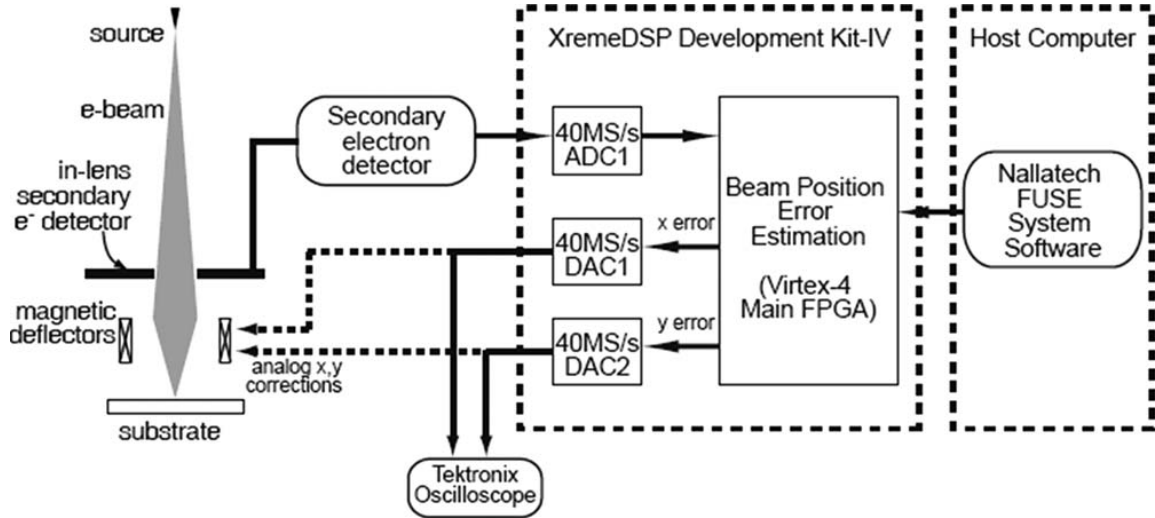 source
e-beam
in-lens
secondary
e⁻ detector
magnetic
deflectors
substrate
Secondary
electron
detector
analog x,y
corrections
Tektronix
Oscilloscope
XremeDSP Development Kit-IV
40MS/s
ADC1
x error
40MS/s
DAC1
y error
40MS/s
DAC2
Beam Position
Error
Estimation
(Virtex-4
Main FPGA)
Host Computer
Nallatech
FUSE
System
Software